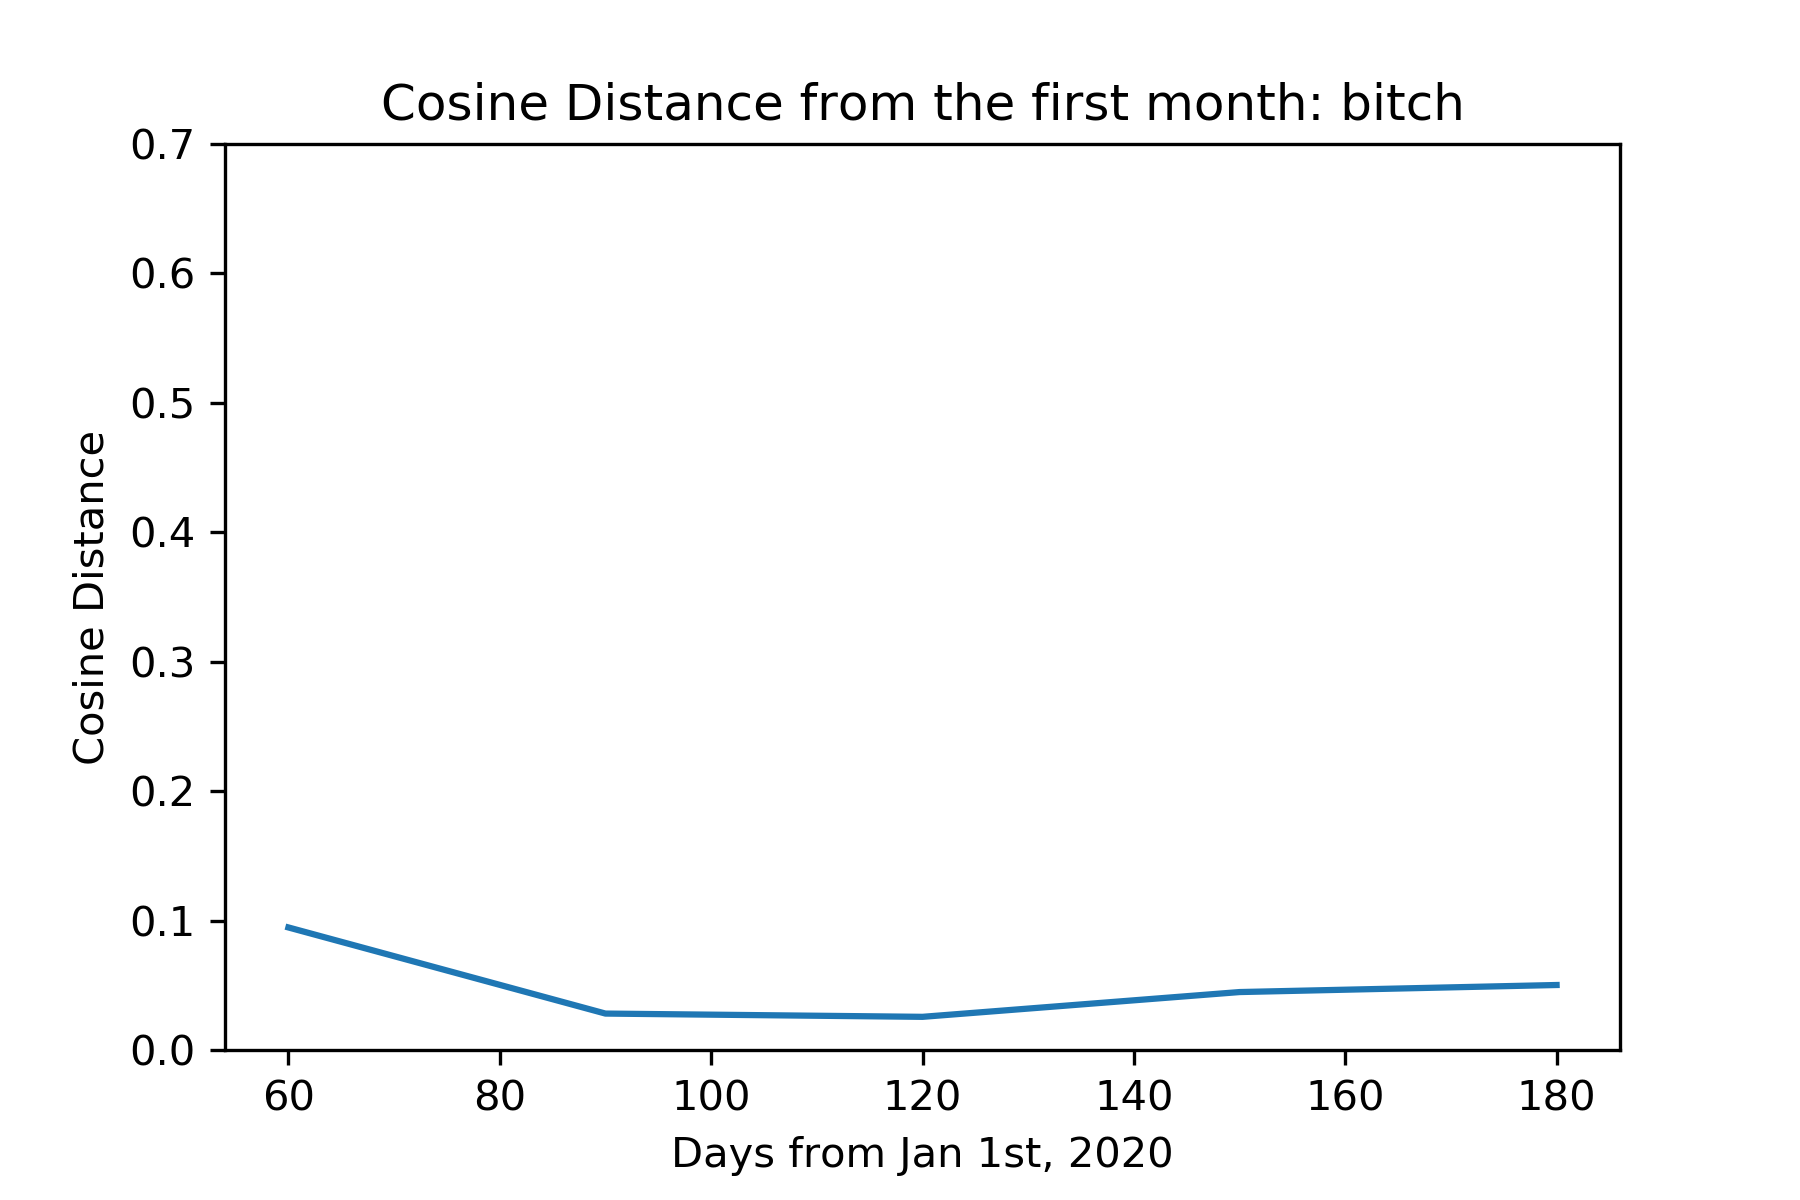 Cosine Distance from the first month: bitch
0.7
0.6
0.5
0.4
0.3
0.2
0.1
0.0
Cosine Distance
60 80 100 120 140 160 180
Days from Jan 1st, 2020